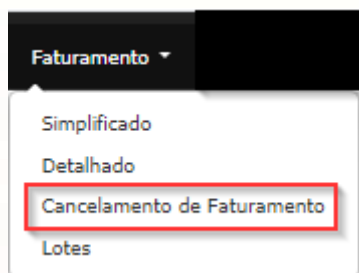 Faturamento
Simplificado
Detalhado
Cancelamento de Faturamento
Lotes